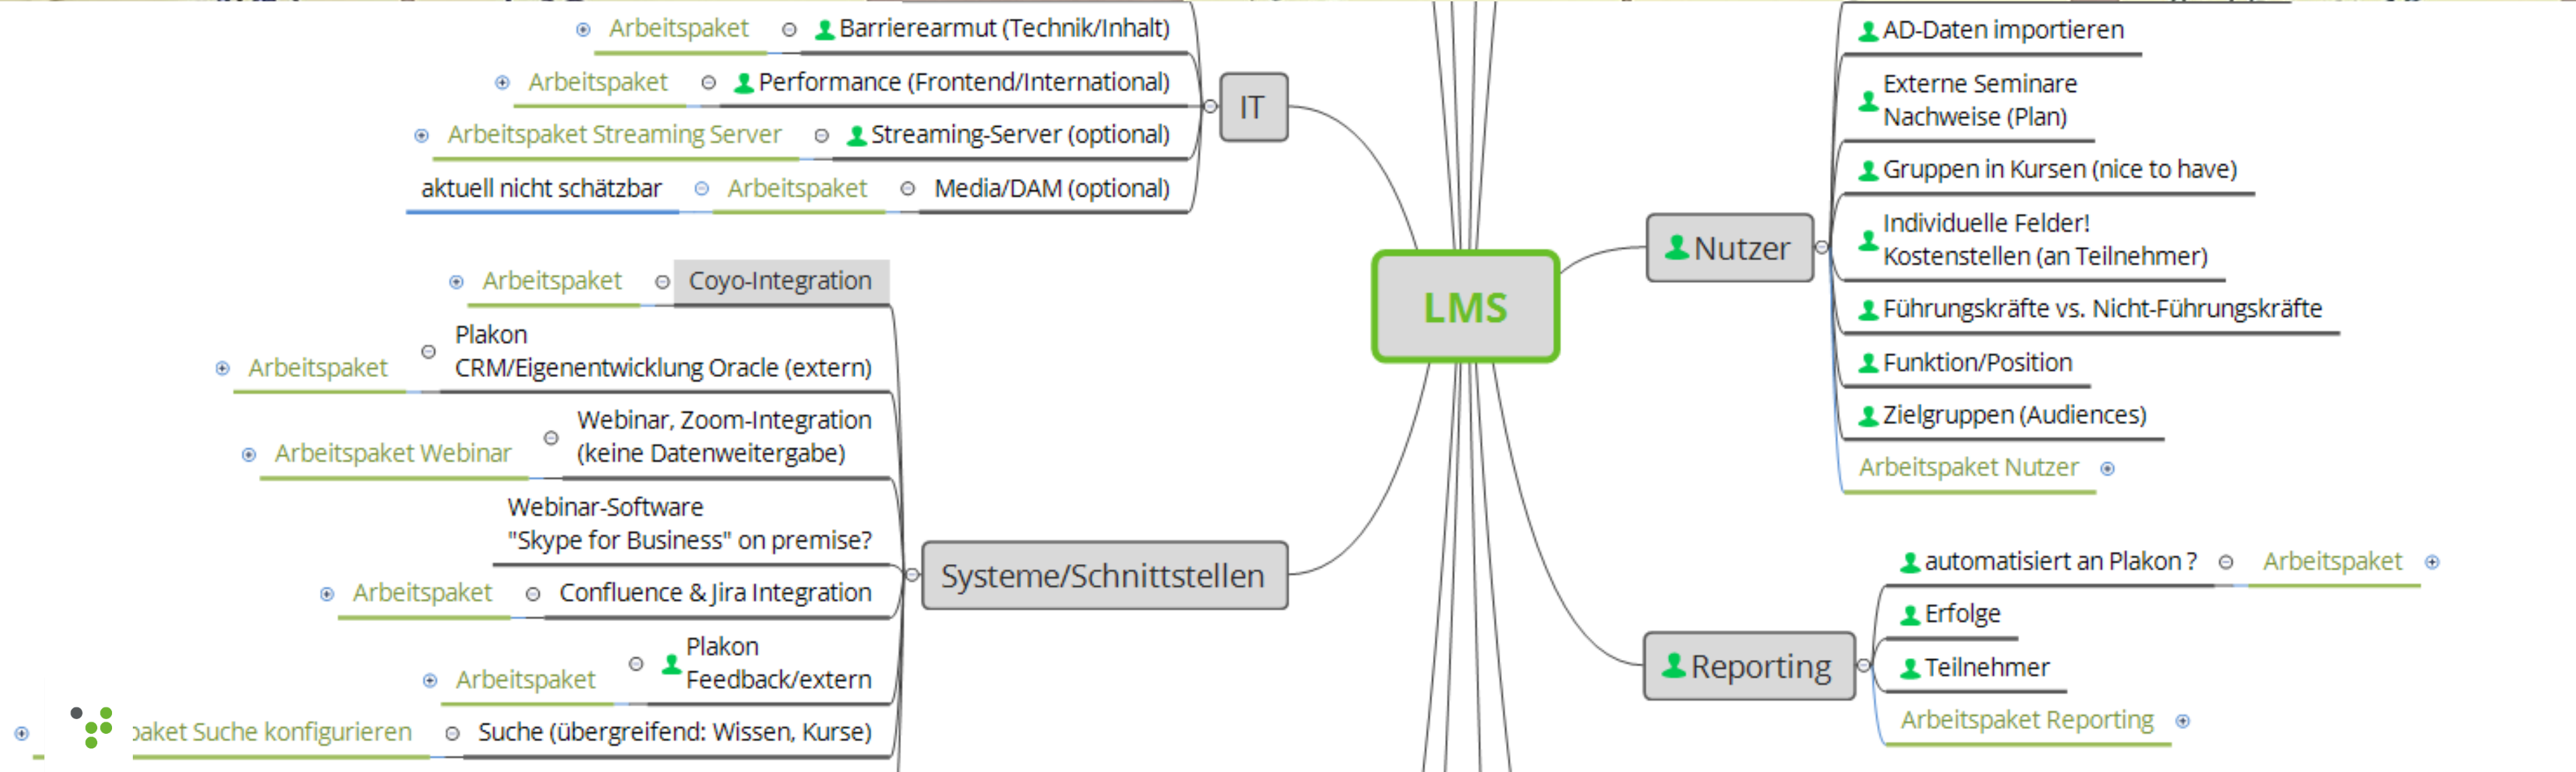 Arbeitspaket
Barrierearmut (Technik/Inhalt)
Arbeitspaket
Performance (Frontend/International)
Arbeitspaket Streaming Server
Streaming-Server (optional)
aktuell nicht schätzbar
Arbeitspaket
Media/DAM (optional)
IT
Arbeitspaket
Coyo-Integration
Plakon
Arbeitspaket
CRM/Eigenentwicklung Oracle (extern)
Webinar, Zoom-Integration
Arbeitspaket Webinar
(keine Datenweitergabe)
Webinar-Software
"Skype for Business" on premise?
Arbeitspaket
Confluence & Jira Integration
Plakon
Arbeitspaket
Feedback/extern
paket Suche konfigurieren
Suche (übergreifend: Wissen, Kurse)
Systeme/Schnittstellen
LMS
Nutzer
AD-Daten importieren
Externe Seminare
Nachweise (Plan)
Gruppen in Kursen (nice to have)
Individuelle Felder!
Kostenstellen (an Teilnehmer)
Führungskräfte vs. Nicht-Führungskräfte
Funktion/Position
Zielgruppen (Audiences)
Arbeitspaket Nutzer
Reporting
automatisiert an Plakon ?
Arbeitspaket
Erfolge
Teilnehmer
Arbeitspaket Reporting